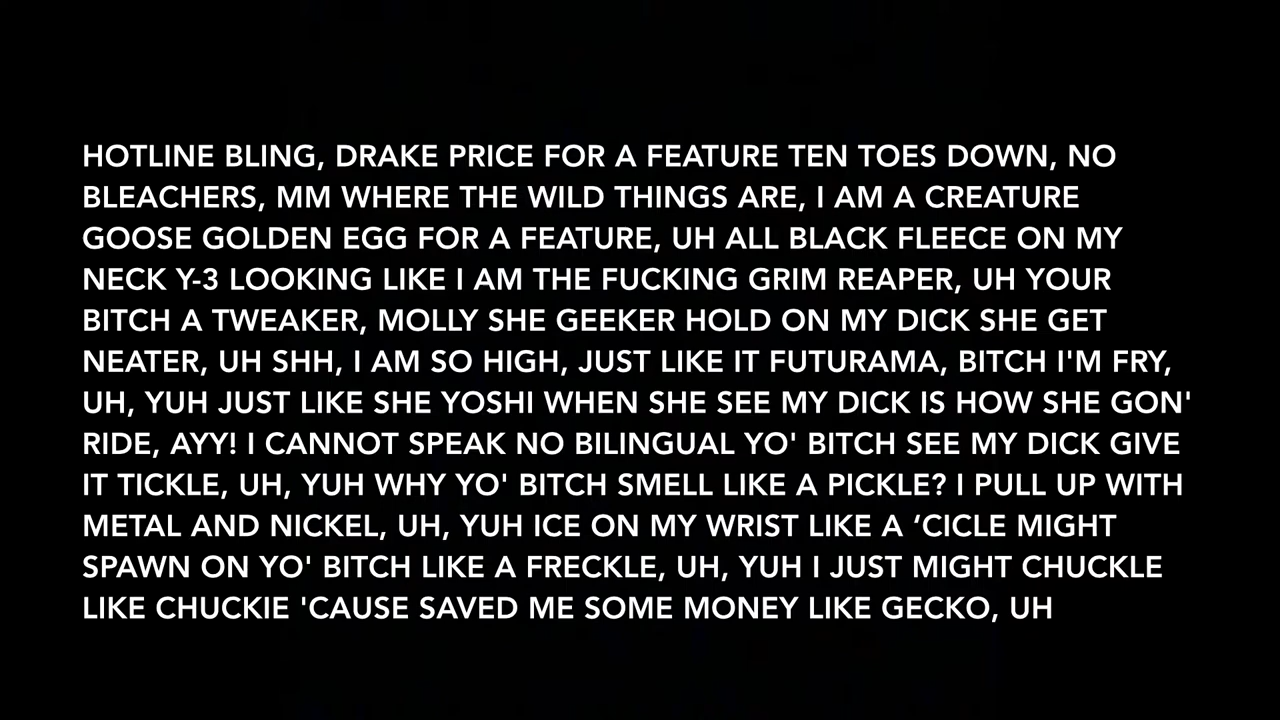 HOTLINE BLING, DRAKE PRICE FOR A FEATURE TEN TOES DOWN, NO
BLEACHERS, MM WHERE THE WILD THINGS ARE, I AM A CREATURE
GOOSE GOLDEN EGG FOR A FEATURE, UH ALL BLACK FLEECE ON MY
NECK Y-3 LOOKING LIKE I AM THE FUCKING GRIM REAPER, UH YOUR
BITCH A TWEAKER, MOLLY SHE GEEKER HOLD ON MY DICK SHE GET
NEATER, UH SHH, I AM SO HIGH, JUST LIKE IT FUTURAMA, BITCH I'M FRY,
UH, YUH JUST LIKE SHE YOSHI WHEN SHE SEE MY DICK IS HOW SHE GON'
RIDE, AYY! I CANNOT SPEAK NO BILINGUAL YO' BITCH SEE MY DICK GIVE
IT TICKLE, UH, YUH WHY YO' BITCH SMELL LIKE A PICKLE? I PULL UP WITH
METAL AND NICKEL, UH, YUH ICE ON MY WRIST LIKE A ‘CICLE MIGHT
SPAWN ON YO' BITCH LIKE A FRECKLE, UH, YUH I JUST MIGHT CHUCKLE
LIKE CHUCKIE 'CAUSE SAVED ME SOME MONEY LIKE GECKO, UH